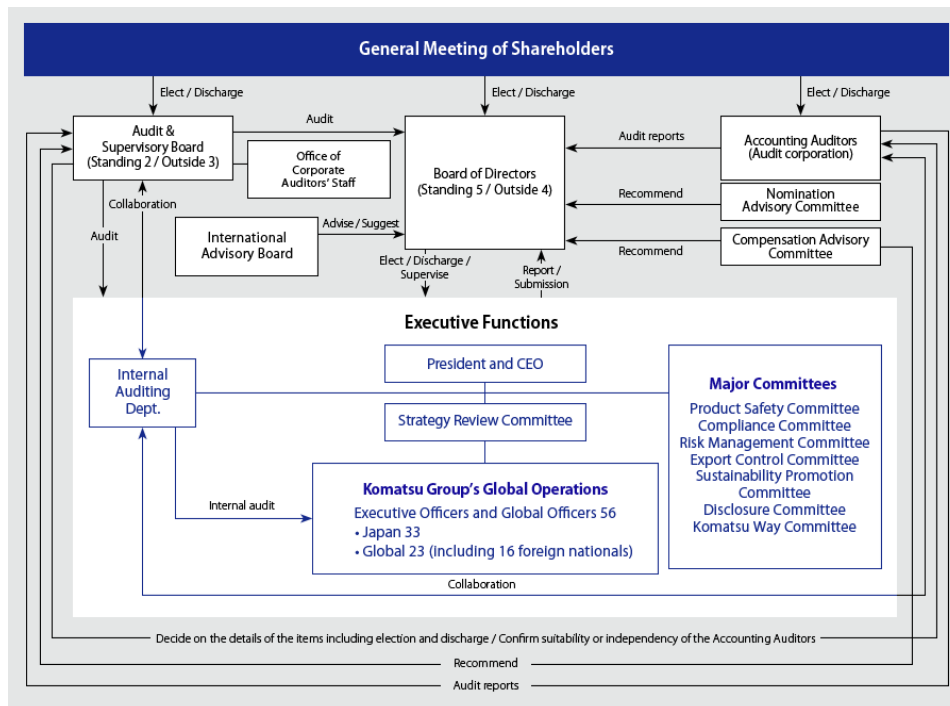 General Meeting of Shareholders
Elect / Discharge
Elect / Discharge
Elect / Discharge
Audit &
Supervisory Board
(Standing 2 / Outside 3)
Audit
Office of
Corporate
Auditors' Staff
Board of Directors
(Standing 5 / Outside 4)
Audit reports
Accounting Auditors
(Audit corporation)
Recommend
Nomination
Advisory Committee
Collaboration
Audit
International
Advisory Board
Advise / Suggest
Recommend
Compensation Advisory
Committee
Elect / Discharge /
Supervise
Report /
Submission
Executive Functions
Internal
Auditing
Dept.
President and CEO
Strategy Review Committee
Major Committees
Product Safety Committee
Compliance Committee
Risk Management Committee
Export Control Committee
Sustainability Promotion
Committee
Disclosure Committee
Komatsu Way Committee
Internal audit
Komatsu Group's Global Operations
Executive Officers and Global Officers 56
• Japan 33
• Global 23 (including 16 foreign nationals)
Collaboration
Decide on the details of the items including election and discharge / Confirm suitability or independency of the Accounting Auditors
Recommend
Audit reports